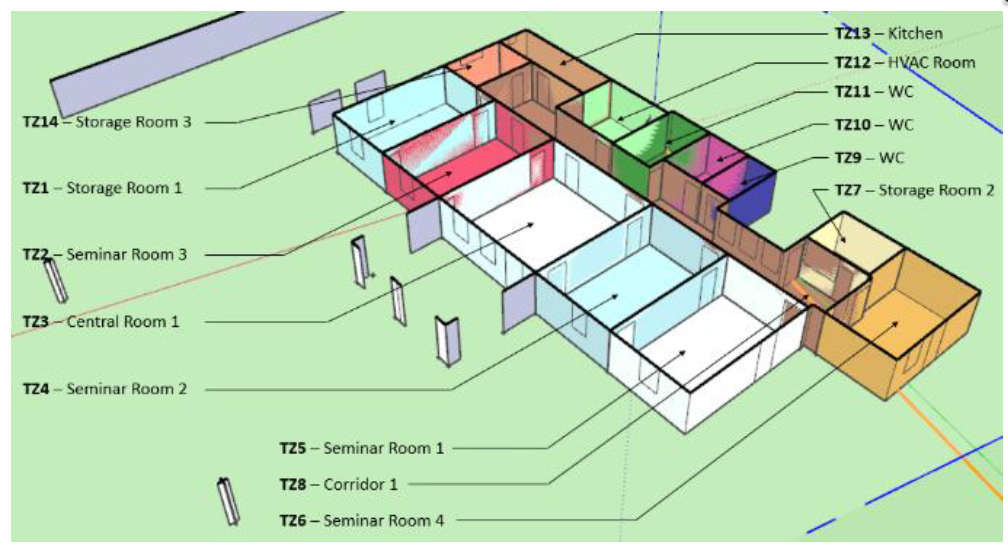 TZ13 – Kitchen
TZ12 – HVAC Room
TZ11 – WC
TZ14 – Storage Room 3
TZ10 – WC
TZ9 – WC
TZ1 – Storage Room 1
TZ7 – Storage Room 2
TZ2 – Seminar Room 3
TZ3 – Central Room 1
TZ4 – Seminar Room 2
TZ5 – Seminar Room 1
TZ8 – Corridor 1
TZ6 – Seminar Room 4